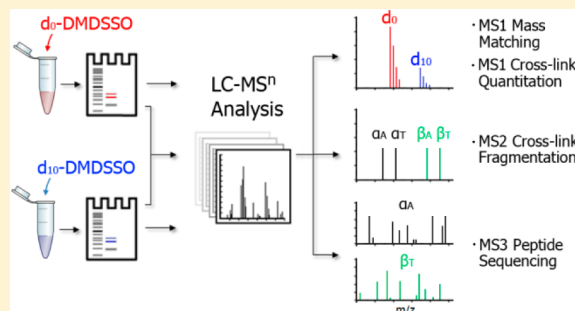 d₀-DMDSSO
d₁₀-DMDSSO
LC-MSⁿ
Analysis
d₀
d₁₀
· MS1 Mass
Matching
· MS1 Cross-link
Quantitation
αA αT βA βT
· MS2 Cross-link
Fragmentation
αA
βT
· MS3 Peptide
Sequencing
m/z